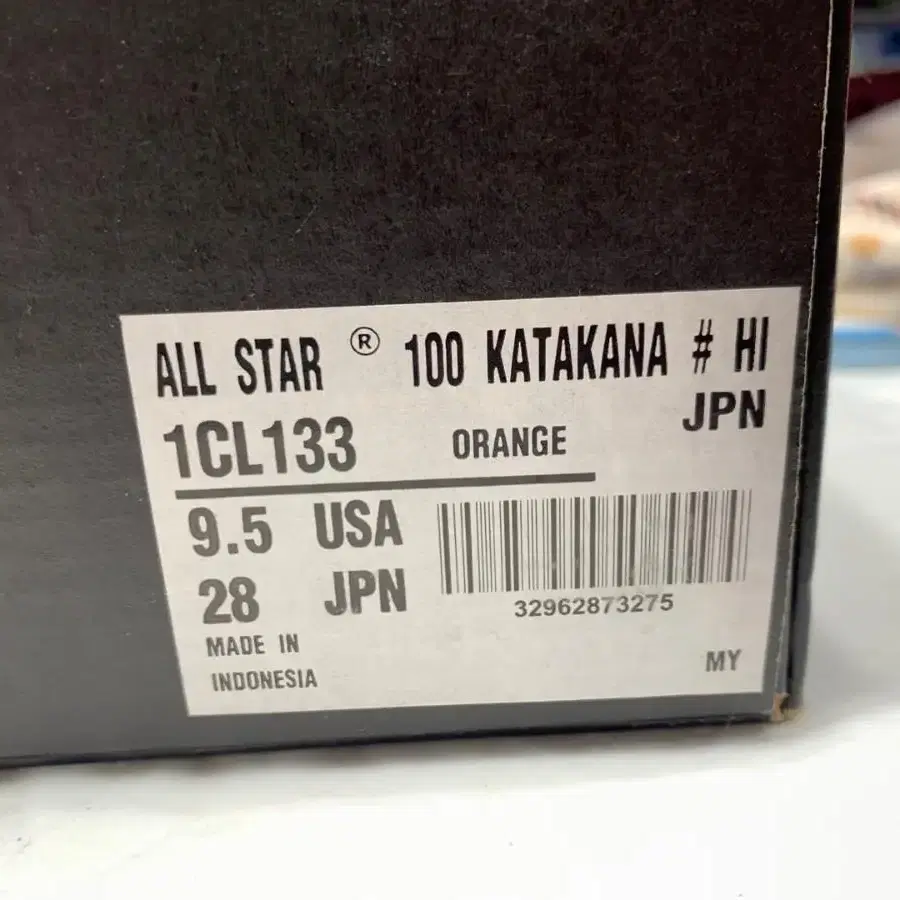 ALL STAR ® 100 KATAKANA # HI
JPN
1CL133 ORANGE
9.5 USA
28 JPN
32962873275
MADE IN
INDONESIA
MY